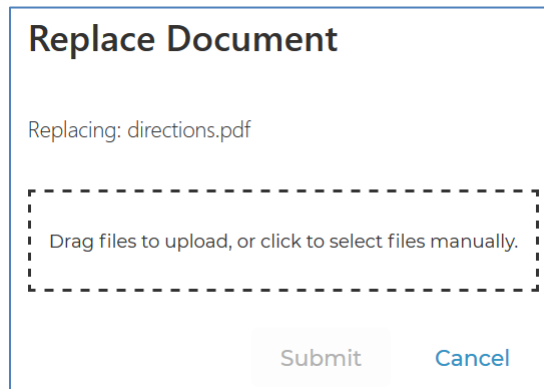 Replace Document
Replacing: directions.pdf
Drag files to upload, or click to select files manually.
Submit
Cancel